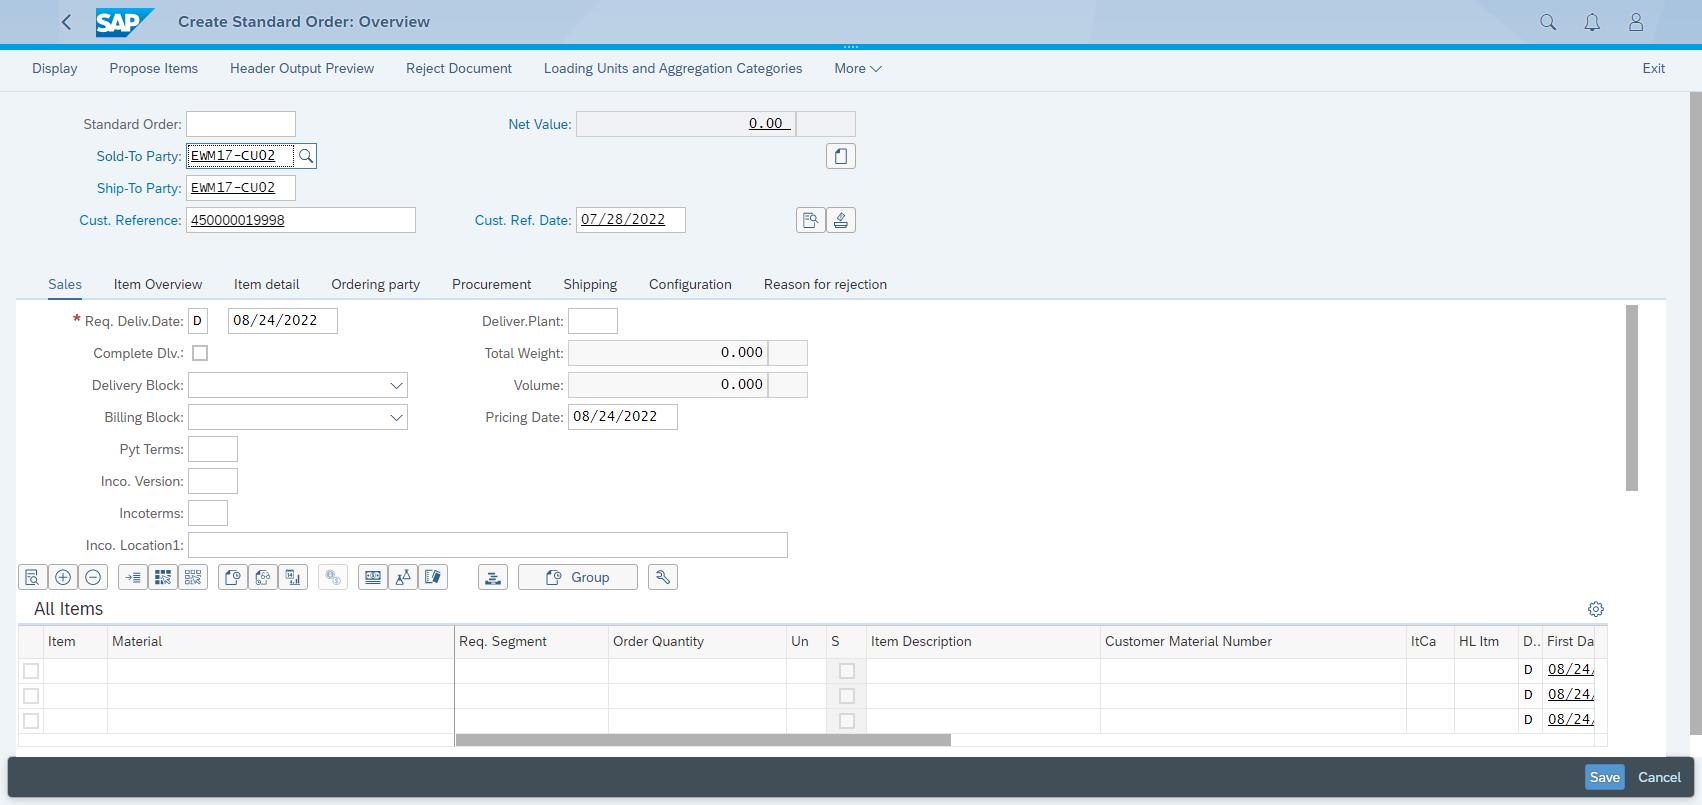 SAP Create Standard Order: Overview
Display Propose Items Header Output Preview Reject Document Loading Units and Aggregation Categories More Exit
Standard Order: Net Value: 0.00
Sold-To Party: EWM17-CU02
Ship-To Party: EWM17-CU02
Cust. Reference: 450000019998 Cust. Ref. Date: 07/28/2022
Sales Item Overview Item detail Ordering party Procurement Shipping Configuration Reason for rejection
* Req. Deliv.Date: D 08/24/2022 Deliver.Plant:
Complete Dlv.: Total Weight: 0.000
Delivery Block: Volume: 0.000
Billing Block: Pricing Date: 08/24/2022
Pyt Terms:
Inco. Version:
Incoterms:
Inco. Location1:
Group
All Items
Item Material Req. Segment Order Quantity Un S Item Description Customer Material Number ItCa HL Itm D.. First Da
D 08/24/
D 08/24/
D 08/24/
Save Cancel